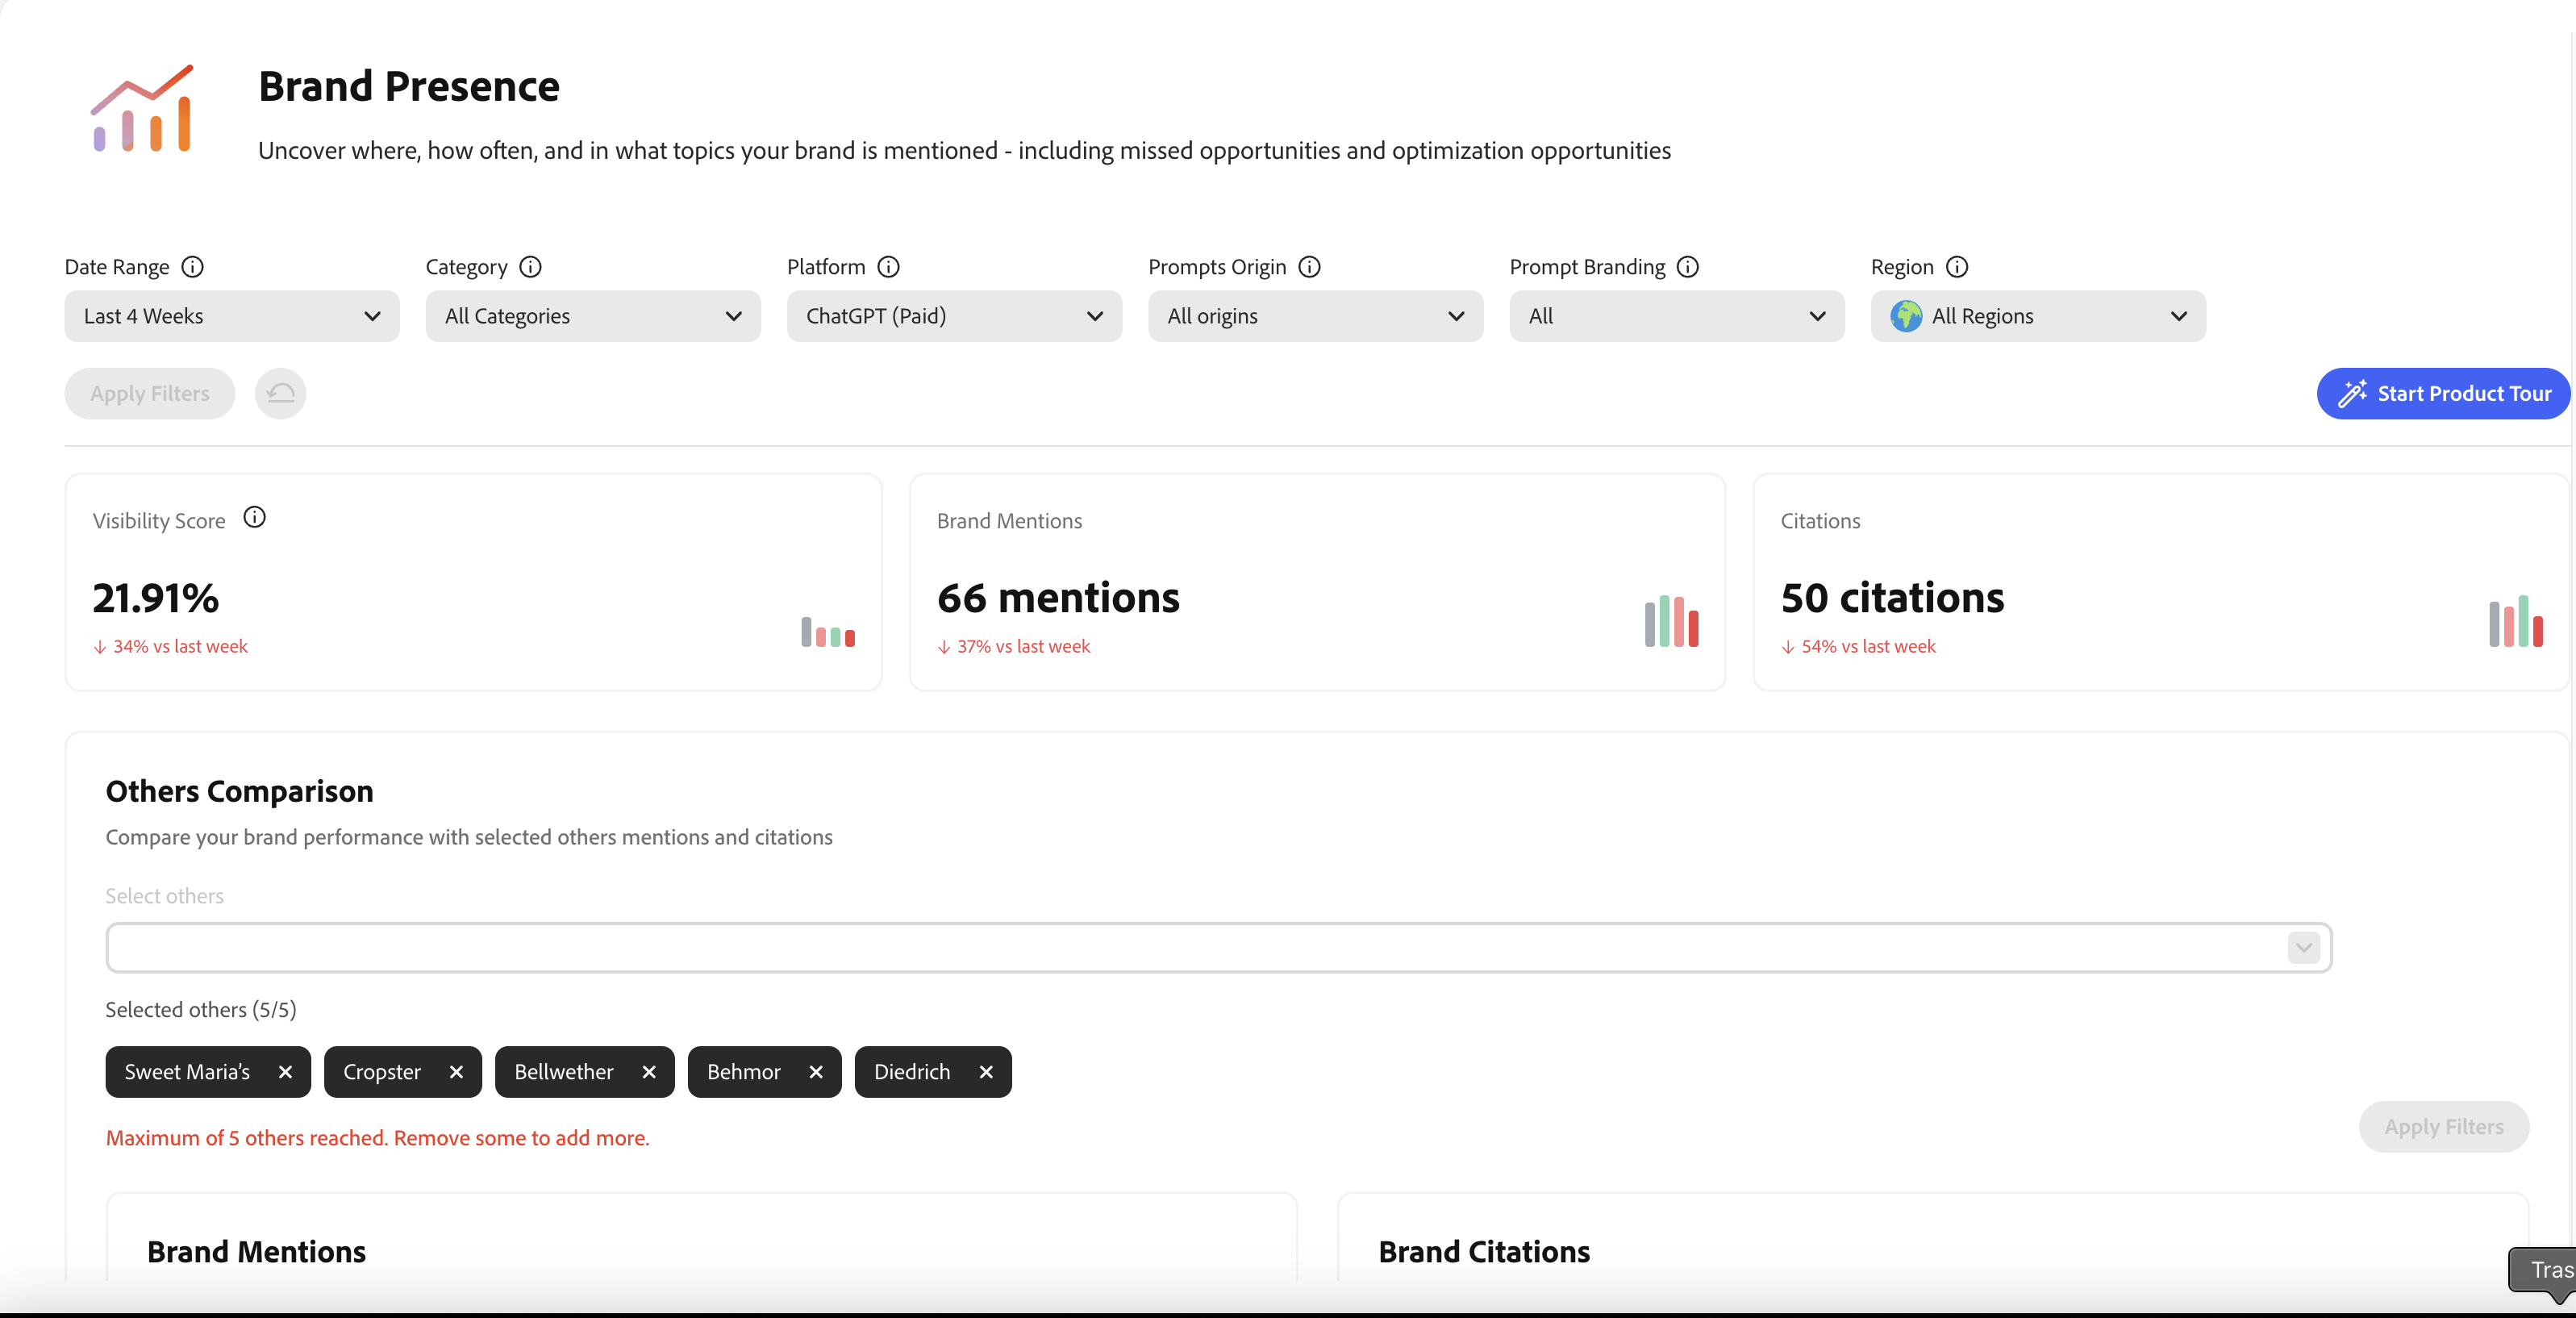 Brand Presence
Uncover where, how often, and in what topics your brand is mentioned - including missed opportunities and optimization opportunities
Date Range
Category
Platform
Prompts Origin
Prompt Branding
Region
Last 4 Weeks
All Categories
ChatGPT (Paid)
All origins
All
All Regions
Apply Filters
Start Product Tour
Visibility Score
21.91%
↓ 34% vs last week
Brand Mentions
66 mentions
↓ 37% vs last week
Citations
50 citations
↓ 54% vs last week
Others Comparison
Compare your brand performance with selected others mentions and citations
Select others
Selected others (5/5)
Sweet Maria's
Cropster
Bellwether
Behmor
Diedrich
Maximum of 5 others reached. Remove some to add more.
Apply Filters
Brand Mentions
Brand Citations
Tras